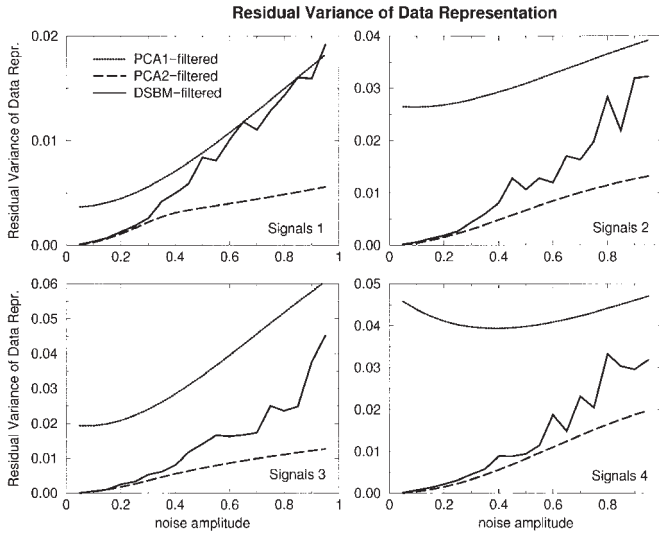 Residual Variance of Data Representation
Residual Variance of Data Repr.
0.02
0.01
0.00
PCA1-filtered
PCA2-filtered
DSBM-filtered
Signals 1
0 0.2 0.4 0.6 0.8 1
0.04
0.03
0.02
0.01
0.00
Signals 2
0 0.2 0.4 0.6 0.8
Residual Variance of Data Repr.
0.06
0.05
0.04
0.03
0.02
0.01
0.00
Signals 3
0 0.2 0.4 0.6 0.8 1
noise amplitude
0.05
0.04
0.03
0.02
0.01
0.00
Signals 4
0 0.2 0.4 0.6 0.8
noise amplitude